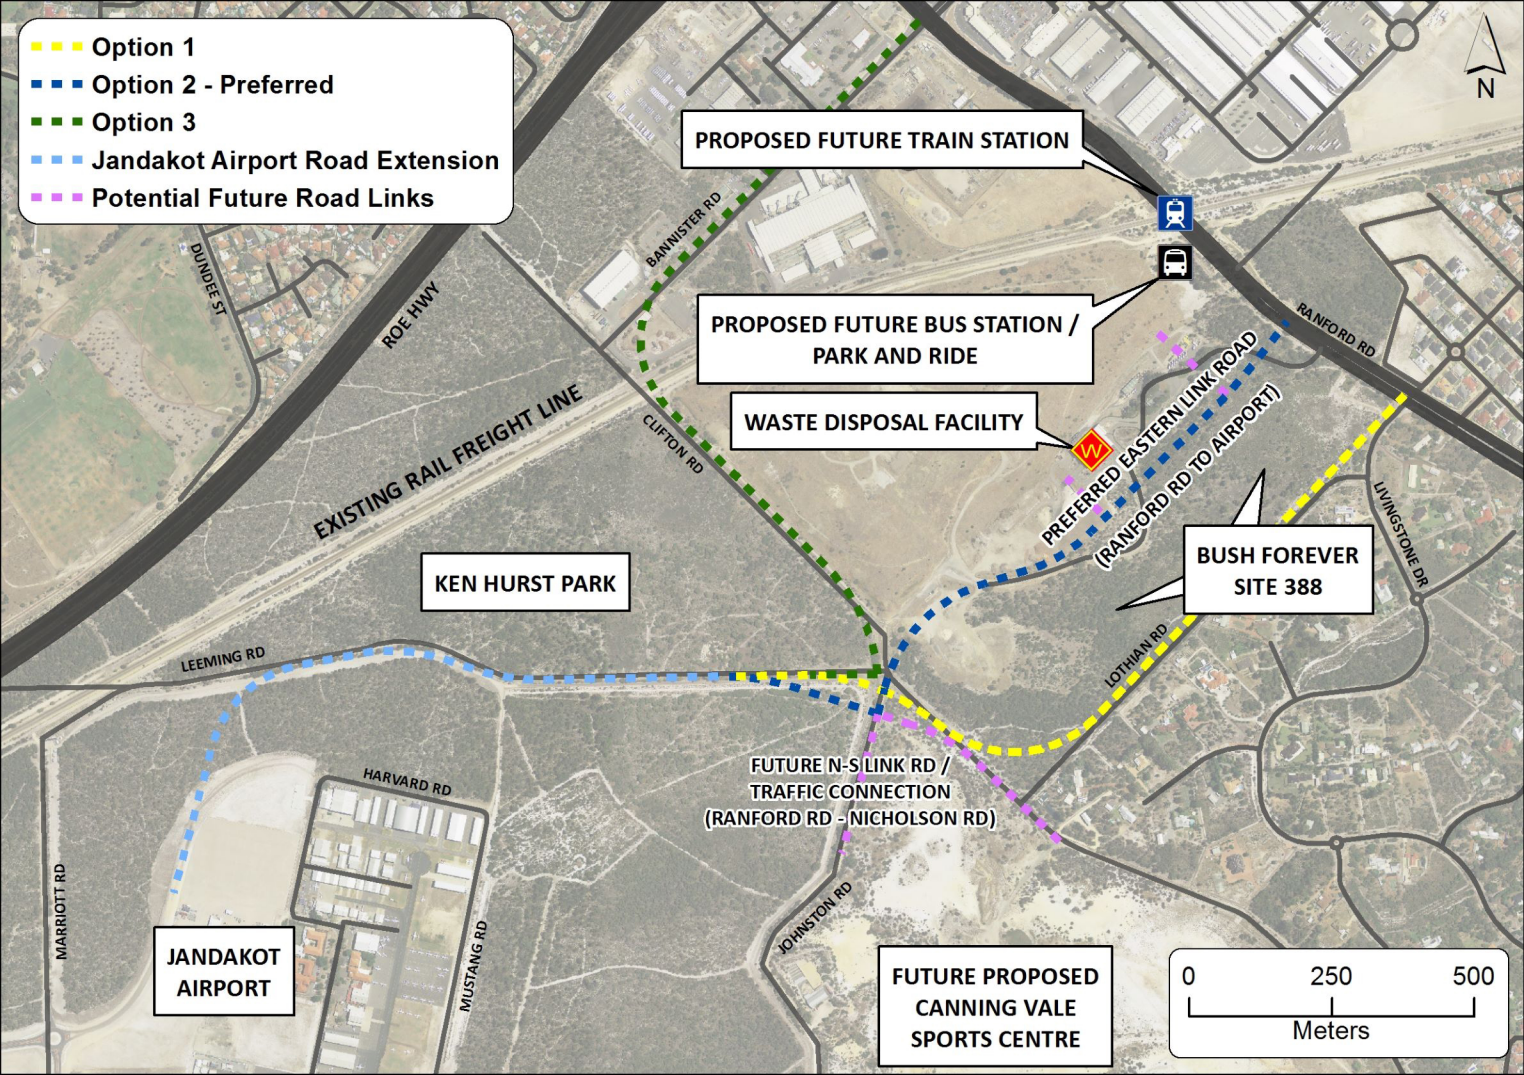 Option 1
Option 2 - Preferred
Option 3
Jandakot Airport Road Extension
Potential Future Road Links
N
PROPOSED FUTURE TRAIN STATION
BANNISTER RD
DUNDEE ST
ROE HWY
PROPOSED FUTURE BUS STATION /
PARK AND RIDE
RANFORD RD
WASTE DISPOSAL FACILITY
W
PREFERRED EASTERN LINK ROAD
(RANFORD RD TO AIRPORT)
EXISTING RAIL FREIGHT LINE
CLIFTON RD
LIVINGSTONE DR
BUSH FOREVER
SITE 388
KEN HURST PARK
LEEMING RD
LOTHIAN RD
FUTURE N-S LINK RD /
TRAFFIC CONNECTION
(RANFORD RD - NICHOLSON RD)
HARVARD RD
MARRIOTT RD
MUSTANG RD
JOHNSTON RD
JANDAKOT
AIRPORT
FUTURE PROPOSED
CANNING VALE
SPORTS CENTRE
0 250 500
Meters